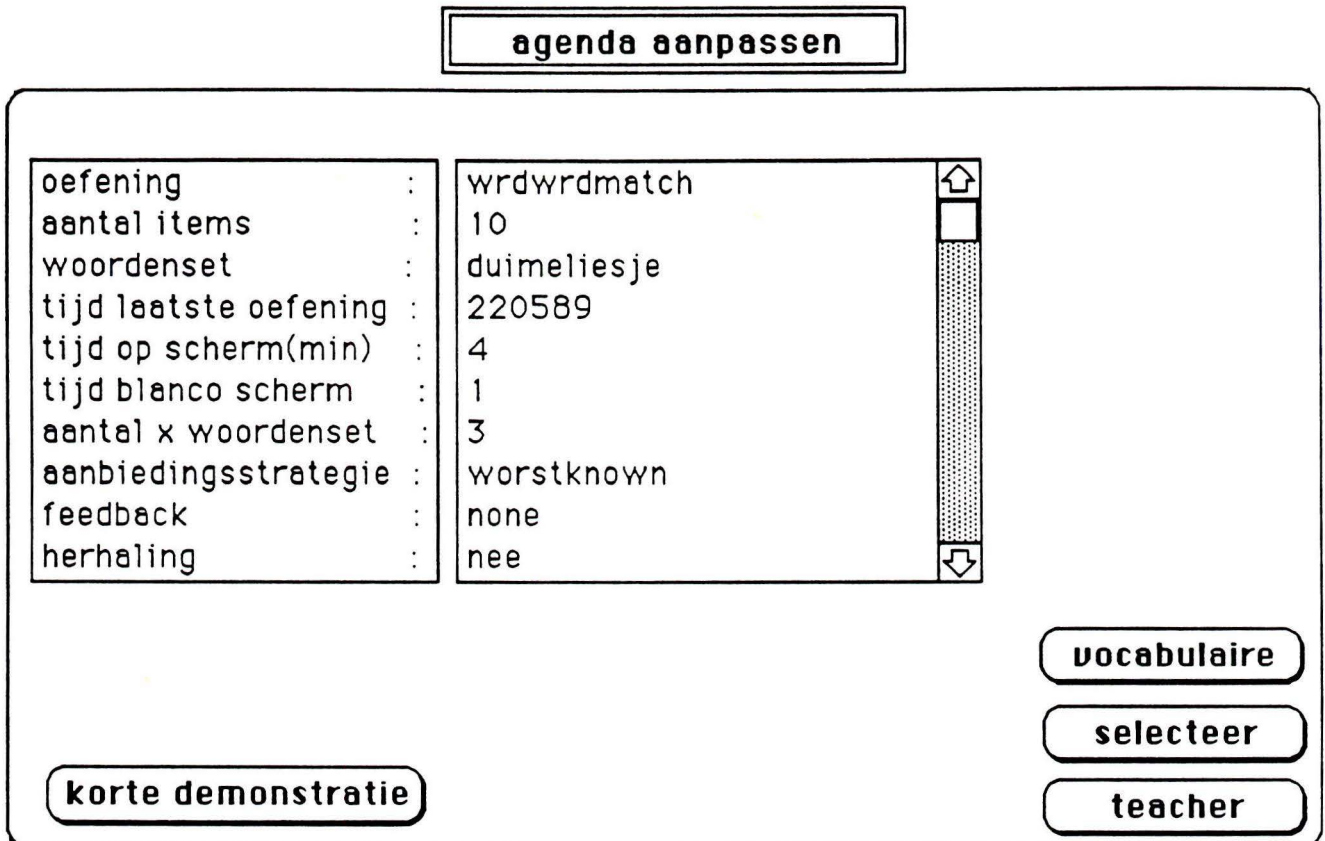 agenda aanpassen
oefening : wrdwrdmatch
aantal items : 10
woordenset : duimeliesje
tijd laatste oefening : 220589
tijd op scherm(min) : 4
tijd blanco scherm : 1
aantal x woordenset : 3
aanbiedingsstrategie : worstknown
feedback : none
herhaling : nee
vocabulaire
selecteer
korte demonstratie
teacher